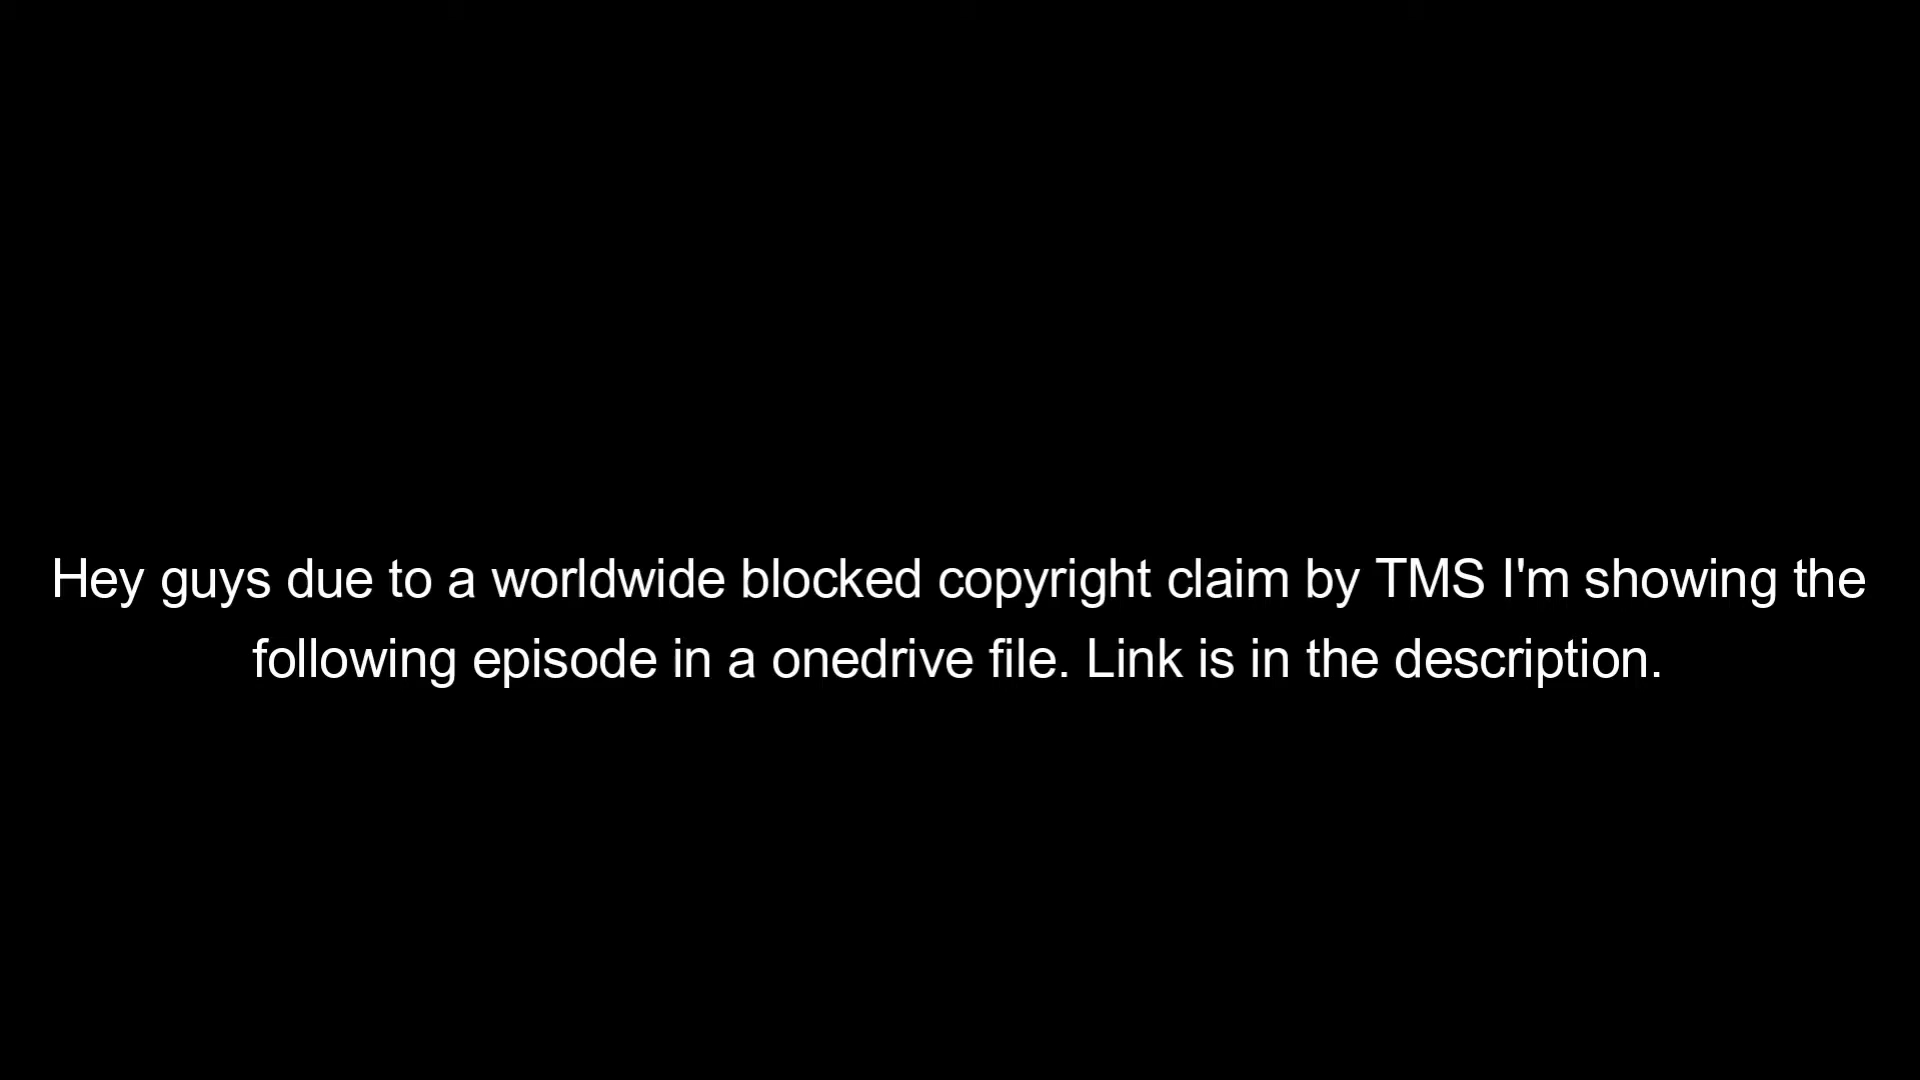 Hey guys due to a worldwide blocked copyright claim by TMS I'm showing the
following episode in a onedrive file. Link is in the description.